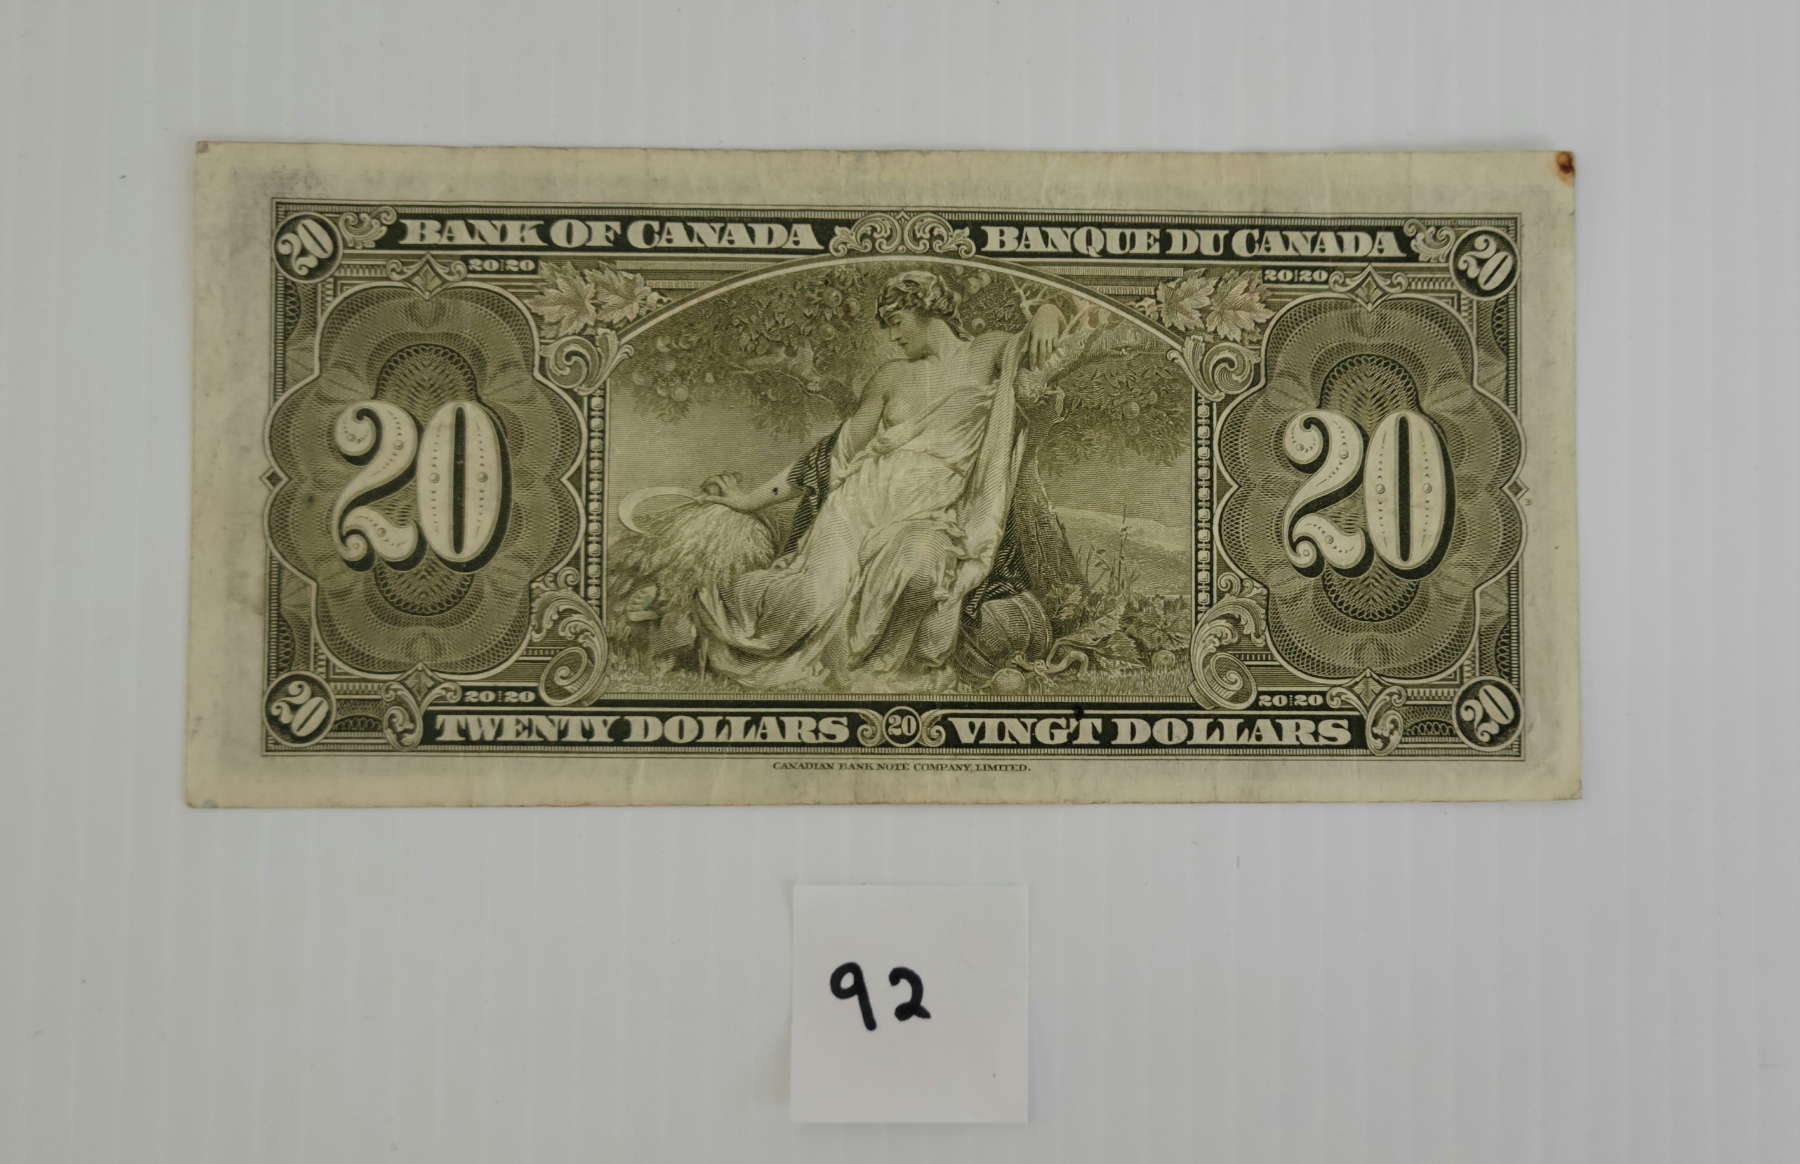 BANK OF CANADA BANQUE DU CANADA
20 20
20 20 20 20
20 20
20 20 20 20
20 20
TWENTY DOLLARS 20 VINGT DOLLARS
CANADIAN BANK NOTE COMPANY, LIMITED.
92